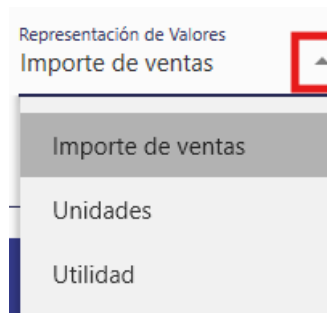 Representación de Valores
Importe de ventas
Importe de ventas
Unidades
Utilidad